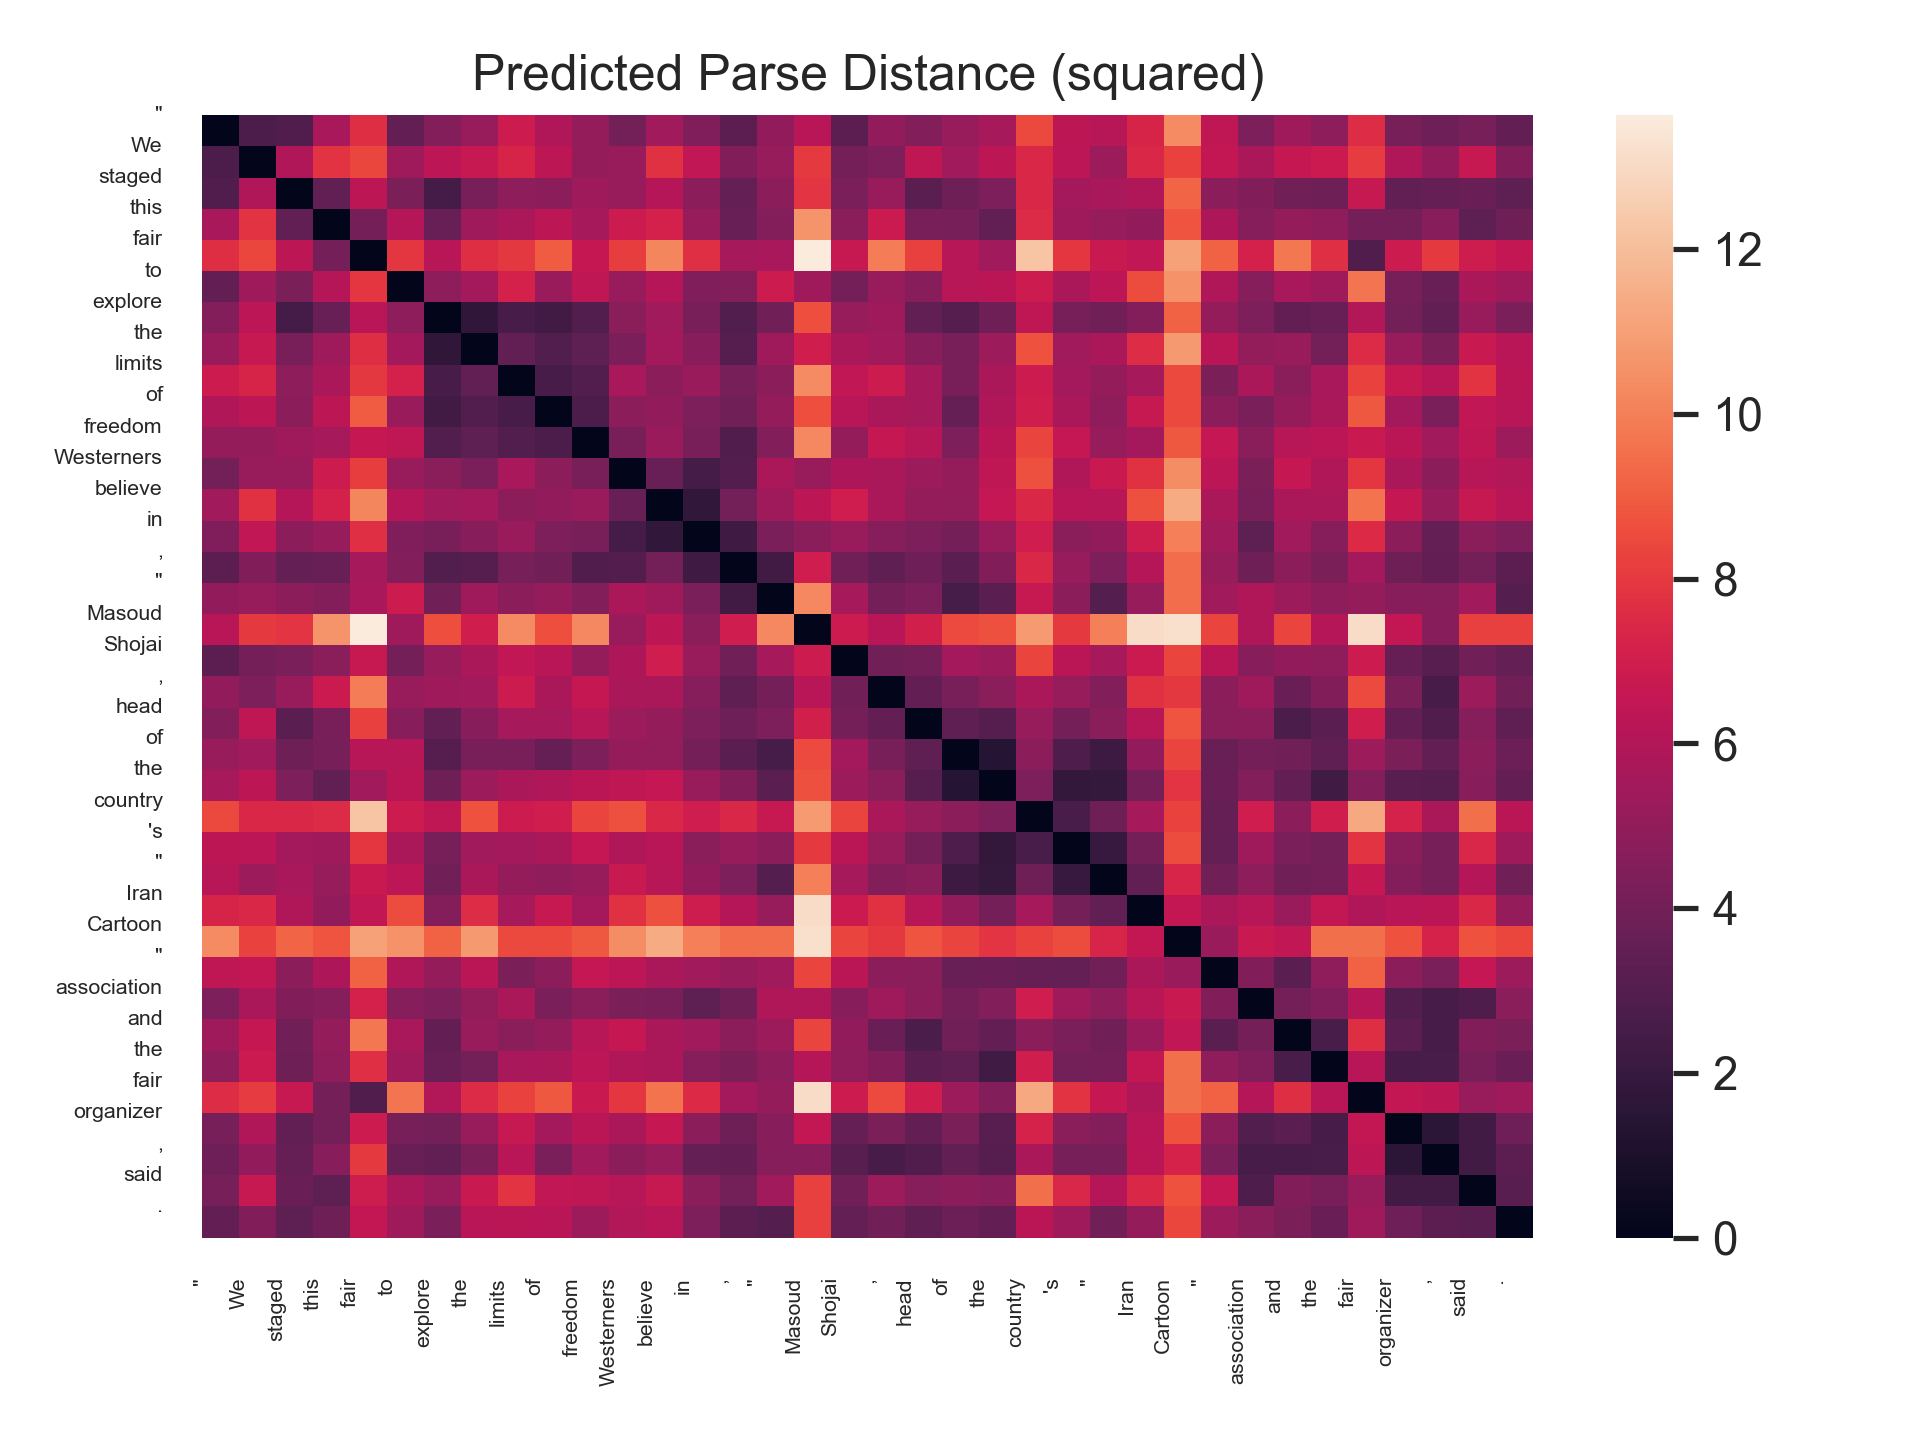 Predicted Parse Distance (squared)
"
We
staged
this
fair
to
explore
the
limits
of
freedom
Westerners
believe
in
,
"
Masoud
Shojai
,
head
of
the
country
's
"
Iran
Cartoon
"
association
and
the
fair
organizer
,
said
.
12
10
8
6
4
2
0
"
We
staged
this
fair
to
explore
the
limits
of
freedom
Westerners
believe
in
,
"
Masoud
Shojai
,
head
of
the
country
's
"
Iran
Cartoon
"
association
and
the
fair
organizer
,
said
.